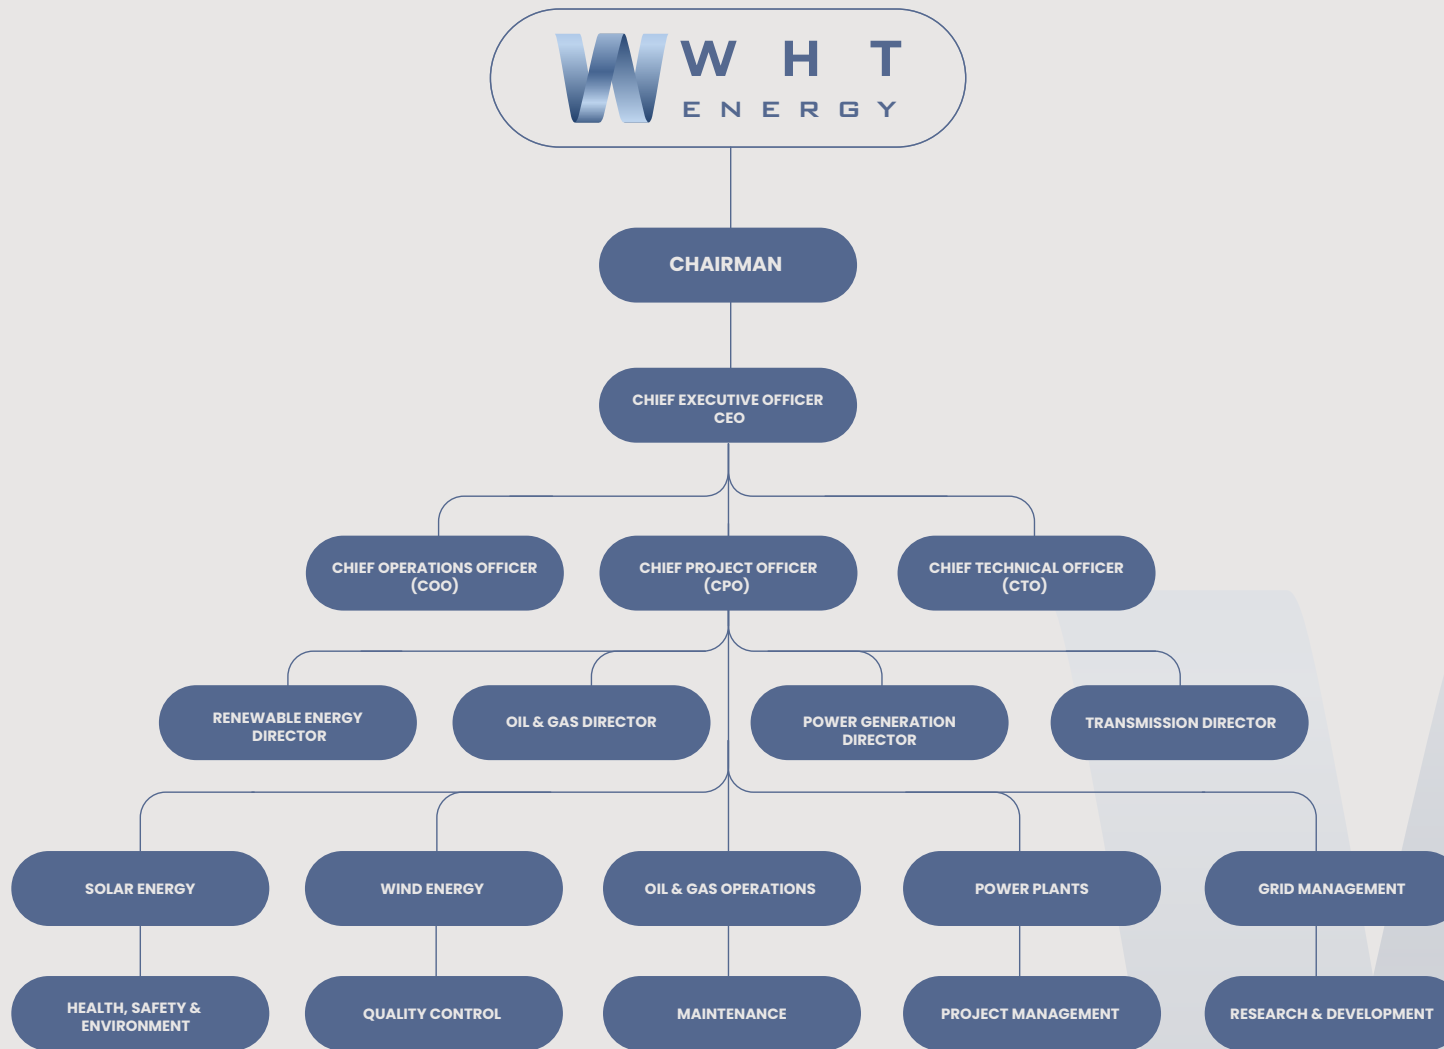 W H T
ENERGY
CHAIRMAN
CHIEF EXECUTIVE OFFICER
CEO
CHIEF OPERATIONS OFFICER
(COO)
CHIEF PROJECT OFFICER
(CPO)
CHIEF TECHNICAL OFFICER
(CTO)
RENEWABLE ENERGY
DIRECTOR
OIL & GAS DIRECTOR
POWER GENERATION
DIRECTOR
TRANSMISSION DIRECTOR
SOLAR ENERGY
WIND ENERGY
OIL & GAS OPERATIONS
POWER PLANTS
GRID MANAGEMENT
HEALTH, SAFETY &
ENVIRONMENT
QUALITY CONTROL
MAINTENANCE
PROJECT MANAGEMENT
RESEARCH & DEVELOPMENT